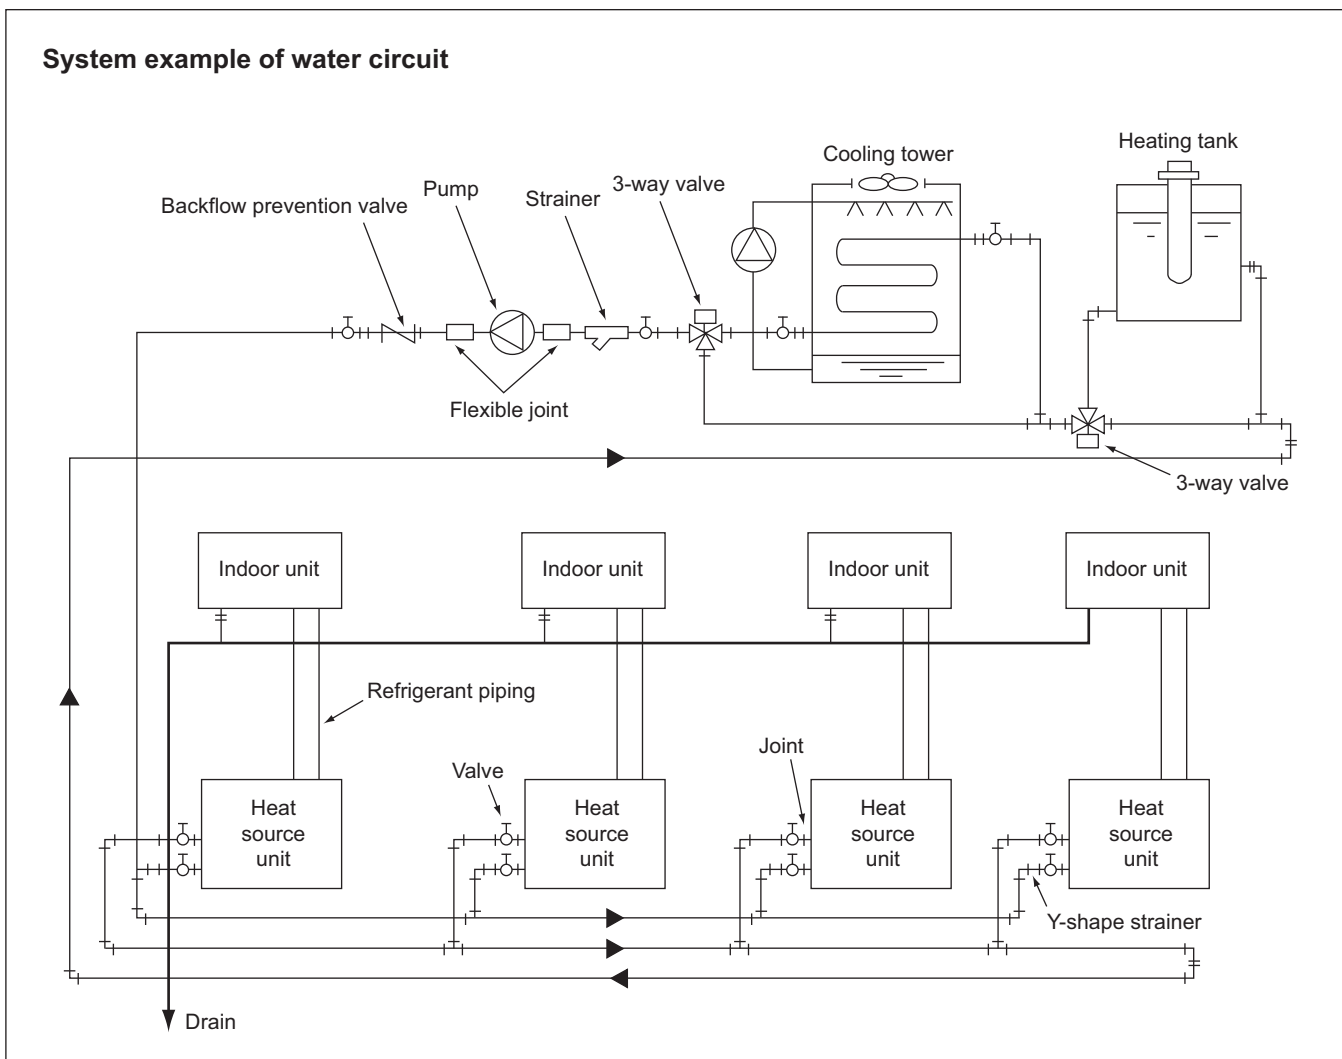 System example of water circuit
Heating tank
Cooling tower
3-way valve
Pump
Strainer
Backflow prevention valve
Flexible joint
3-way valve
Indoor unit
Indoor unit
Indoor unit
Indoor unit
Refrigerant piping
Joint
Valve
Heat
source
unit
Heat
source
unit
Heat
source
unit
Heat
source
unit
Y-shape strainer
Drain